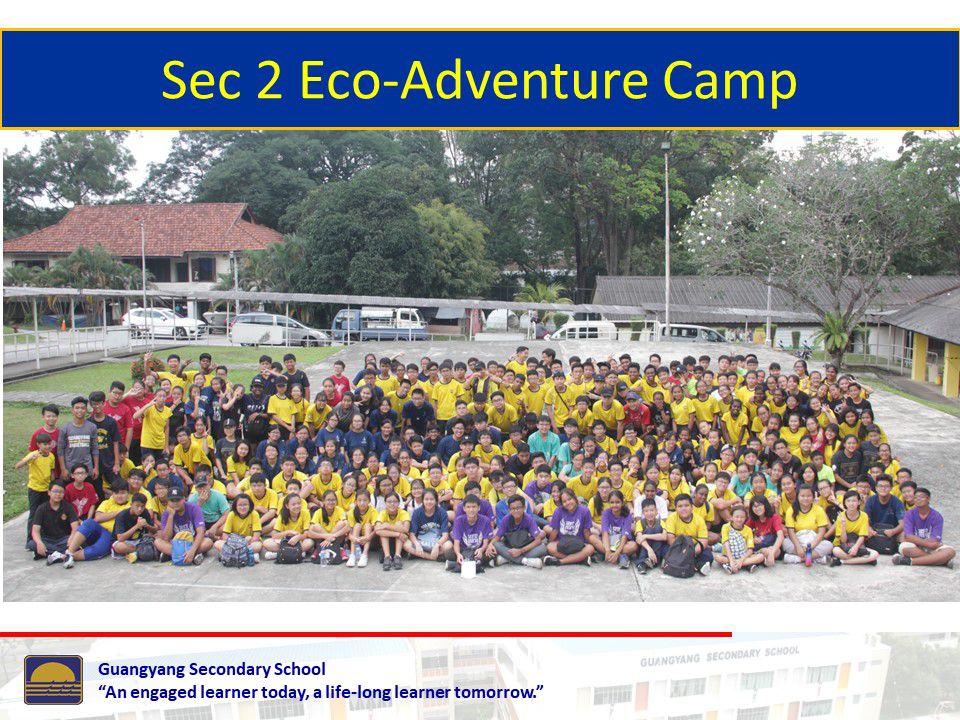 Sec 2 Eco-Adventure Camp
GUANGYANG SECONDARY SCHOOL
Guangyang Secondary School
“An engaged learner today, a life-long learner tomorrow.”